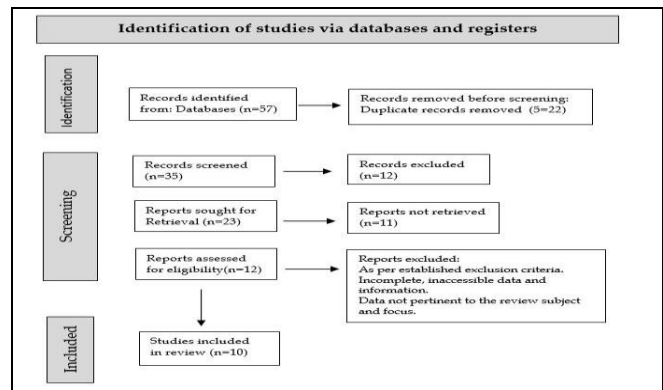 Identification of studies via databases and registers
Identification
Records identified
from: Databases (n=57)
Records removed before screening:
Duplicate records removed (5=22)
Screening
Records screened
(n=35)
Records excluded
(n=12)
Reports sought for
Retrieval (n=23)
Reports not retrieved
(n=11)
Reports assessed
for eligibility(n=12)
Reports excluded:
As per established exclusion criteria.
Incomplete, inaccessible data and
information.
Data not pertinent to the review subject
and focus.
Included
Studies included
in review (n=10)